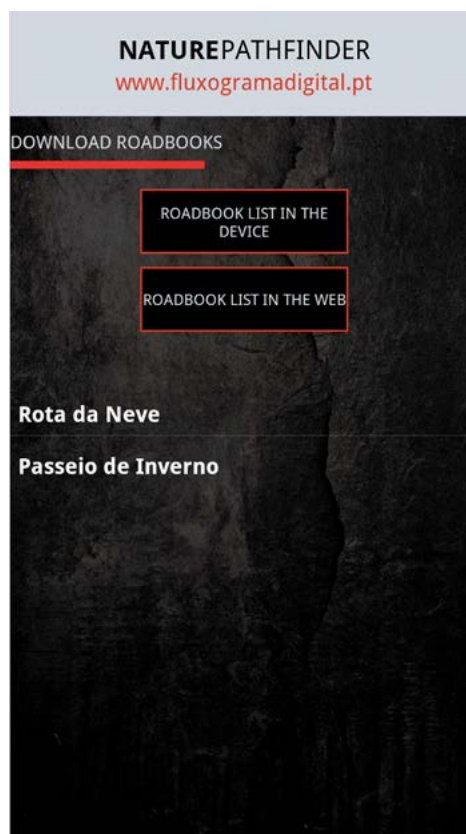 NATUREPATHFINDER
www.fluxogramadigital.pt
DOWNLOAD ROADBOOKS
ROADBOOK LIST IN THE
DEVICE
ROADBOOK LIST IN THE WEB
Rota da Neve
Passeio de Inverno